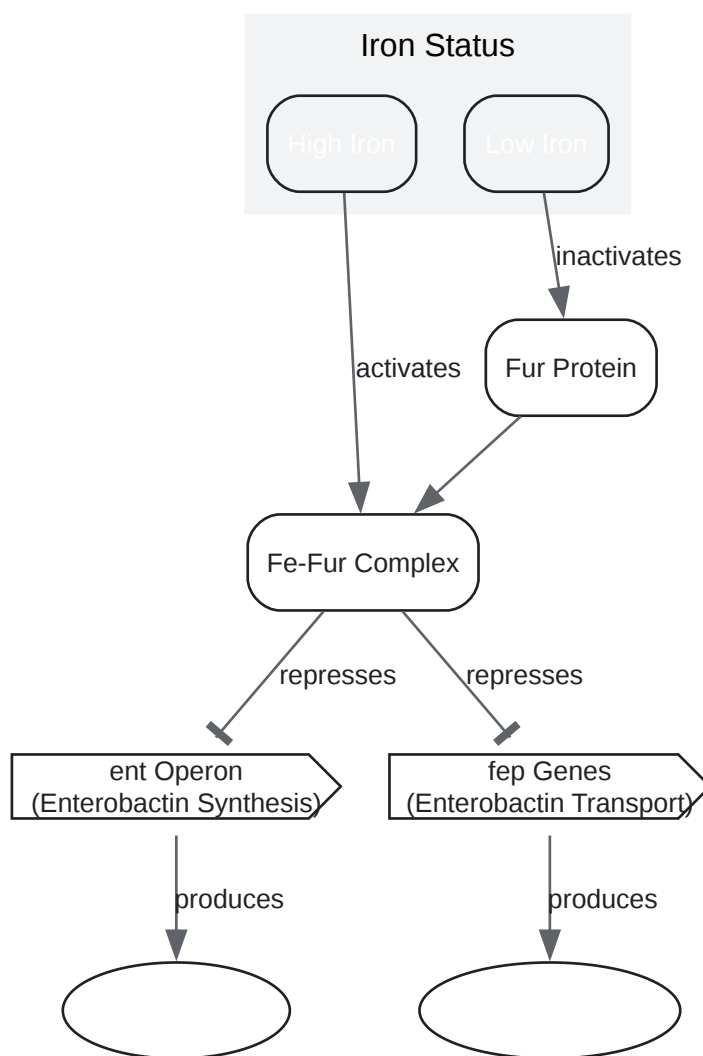 Iron Status
High Iron
Low Iron
inactivates
activates
Fur Protein
Fe-Fur Complex
represses
represses
ent Operon
(Enterobactin Synthesis)
fep Genes
(Enterobactin Transport)
produces
produces